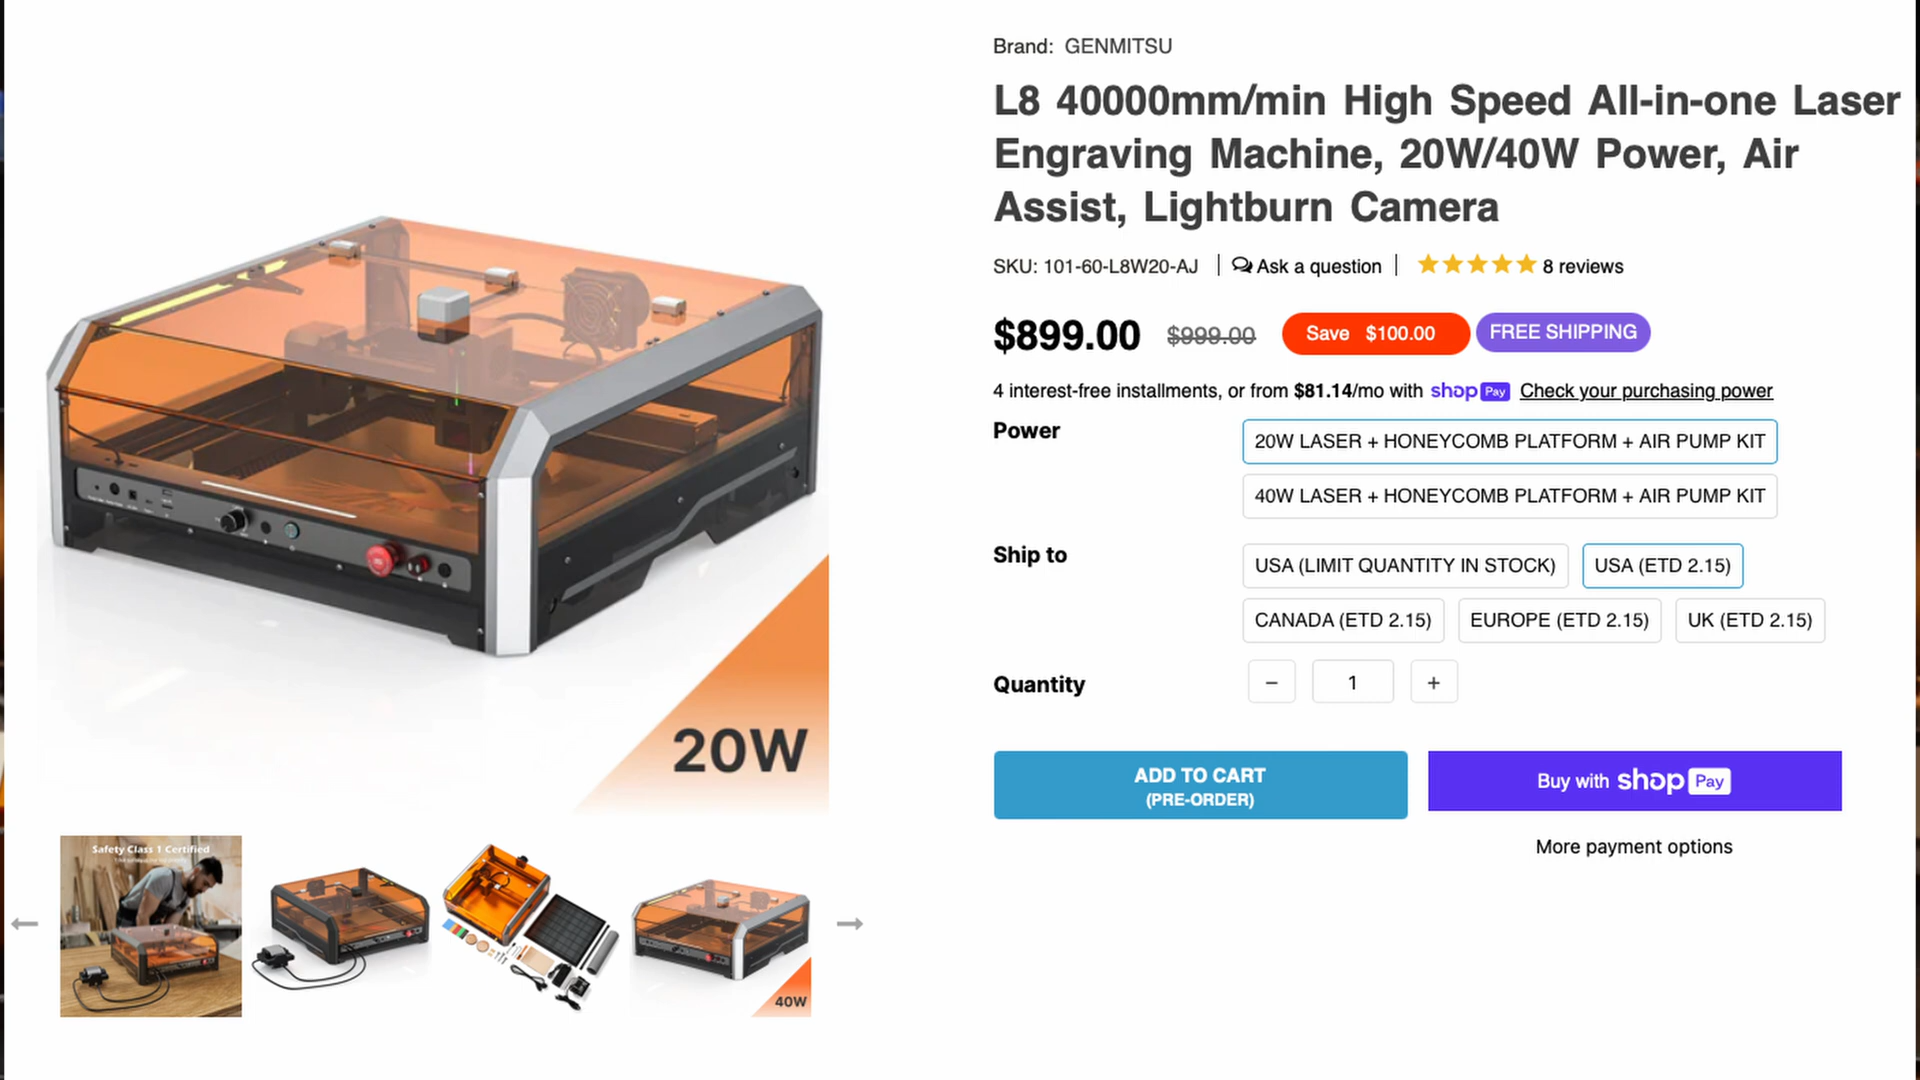 Brand: GENMITSU
L8 40000mm/min High Speed All-in-one Laser
Engraving Machine, 20W/40W Power, Air
Assist, Lightburn Camera
SKU: 101-60-L8W20-AJ
Ask a question
8 reviews
$899.00
$999.00
Save $100.00
FREE SHIPPING
4 interest-free installments, or from $81.14/mo with shop Pay Check your purchasing power
Power
20W LASER + HONEYCOMB PLATFORM + AIR PUMP KIT
40W LASER + HONEYCOMB PLATFORM + AIR PUMP KIT
Ship to
USA (LIMIT QUANTITY IN STOCK)
USA (ETD 2.15)
CANADA (ETD 2.15)
EUROPE (ETD 2.15)
UK (ETD 2.15)
Quantity
− 1 +
ADD TO CART
(PRE-ORDER)
Buy with shop Pay
More payment options
20W
Safety Class 1 Certified
40W